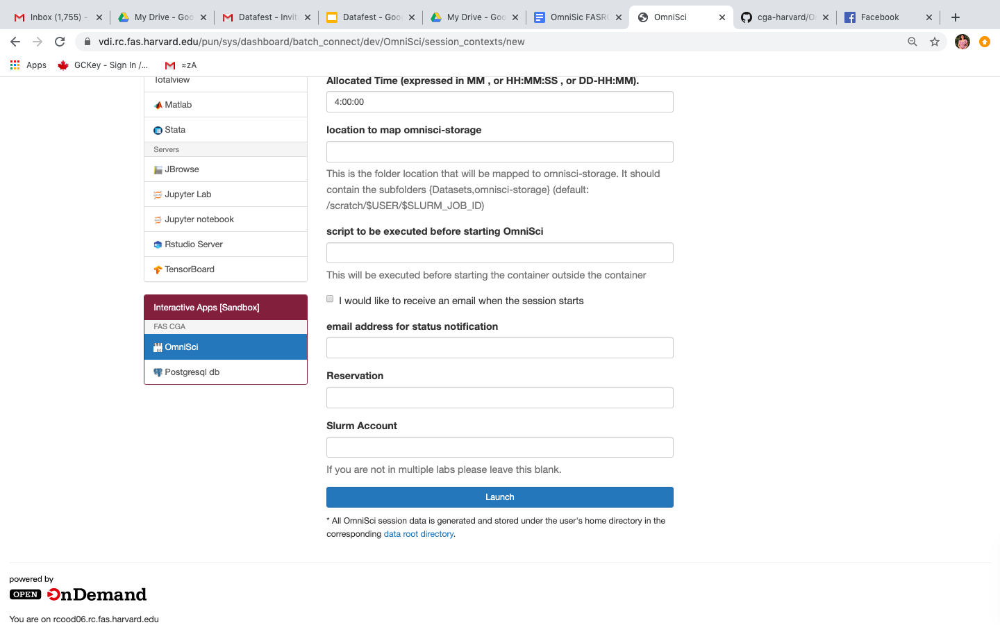 Inbox (1,755) -
My Drive - Goo
Datafest - Invit
Datafest - Goo
My Drive - Goo
OmniSic FASR
OmniSci
cga-harvard/O
Facebook
vdi.rc.fas.harvard.edu/pun/sys/dashboard/batch_connect/dev/OmniSci/session_contexts/new
Apps
GCKey - Sign In /...
≈zA
Totalview
Matlab
Stata
Servers
JBrowse
Jupyter Lab
Jupyter notebook
Rstudio Server
TensorBoard
Interactive Apps [Sandbox]
FAS CGA
OmniSci
Postgresql db
Allocated Time (expressed in MM , or HH:MM:SS , or DD-HH:MM).
4:00:00
location to map omnisci-storage
This is the folder location that will be mapped to omnisci-storage. It should
contain the subfolders {Datasets,omnisci-storage} (default:
/scratch/$USER/$SLURM_JOB_ID)
script to be executed before starting OmniSci
This will be executed before starting the container outside the container
I would like to receive an email when the session starts
email address for status notification
Reservation
Slurm Account
If you are not in multiple labs please leave this blank.
Launch
* All OmniSci session data is generated and stored under the user's home directory in the
corresponding data root directory.
powered by
OPEN OnDemand
You are on rcood06.rc.fas.harvard.edu